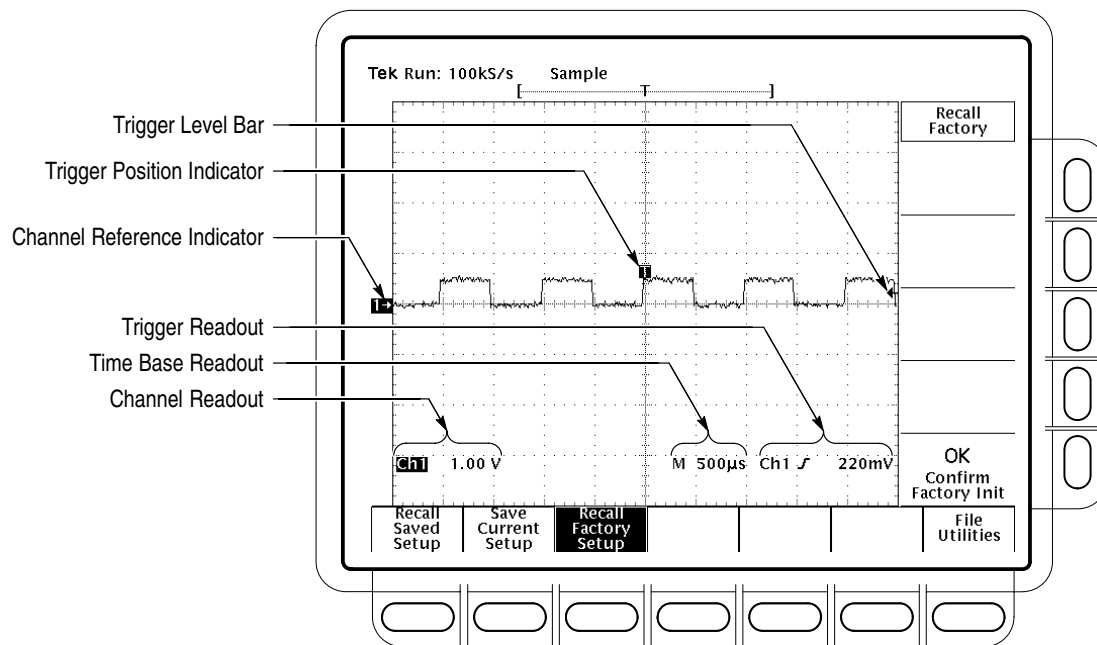 Tek Run: 100kS/s Sample
[ T ]
Trigger Level Bar
Recall
Factory
Trigger Position Indicator
Channel Reference Indicator
T
1→
Trigger Readout
Time Base Readout
Channel Readout
Ch1 1.00 V M 500µs Ch1 220mV
OK
Confirm
Factory Init
Recall
Saved
Setup
Save
Current
Setup
Recall
Factory
Setup
File
Utilities